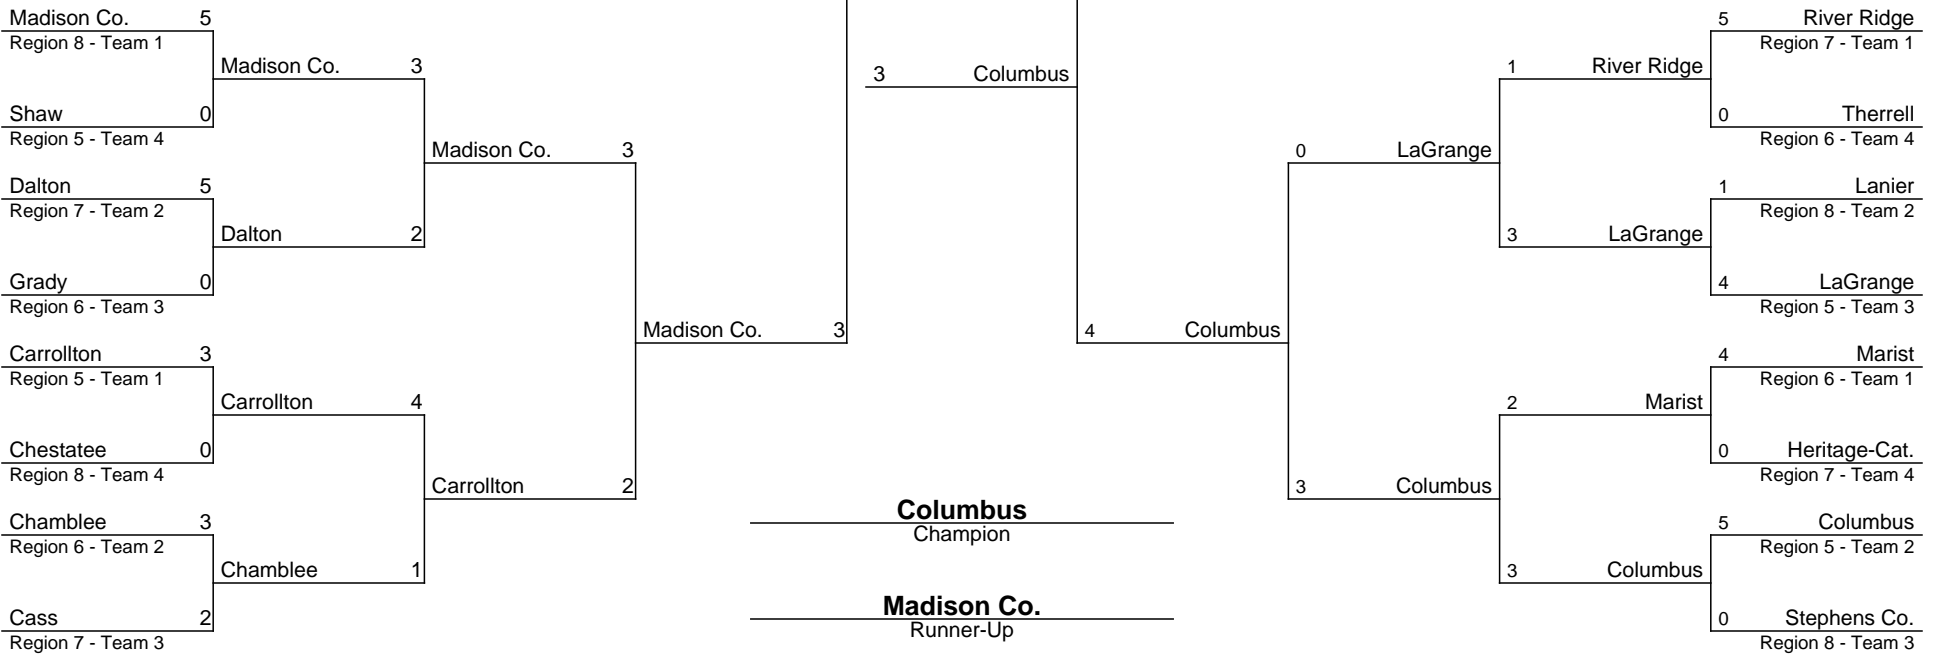 Madison Co. 5
Region 8 - Team 1
Madison Co. 3
Shaw 0
Region 5 - Team 4
Madison Co. 3
Dalton 5
Region 7 - Team 2
Dalton 2
Grady 0
Region 6 - Team 3
Madison Co. 3
Carrollton 3
Region 5 - Team 1
Carrollton 4
Chestatee 0
Region 8 - Team 4
Carrollton 2
Chamblee 3
Region 6 - Team 2
Chamblee 1
Cass 2
Region 7 - Team 3
3 Columbus
Columbus
Champion
Madison Co.
Runner-Up
5 River Ridge
Region 7 - Team 1
1 River Ridge
0 Therrell
Region 6 - Team 4
0 LaGrange
1 Lanier
Region 8 - Team 2
3 LaGrange
4 LaGrange
Region 5 - Team 3
4 Columbus
4 Marist
Region 6 - Team 1
2 Marist
0 Heritage-Cat.
Region 7 - Team 4
3 Columbus
5 Columbus
Region 5 - Team 2
3 Columbus
0 Stephens Co.
Region 8 - Team 3